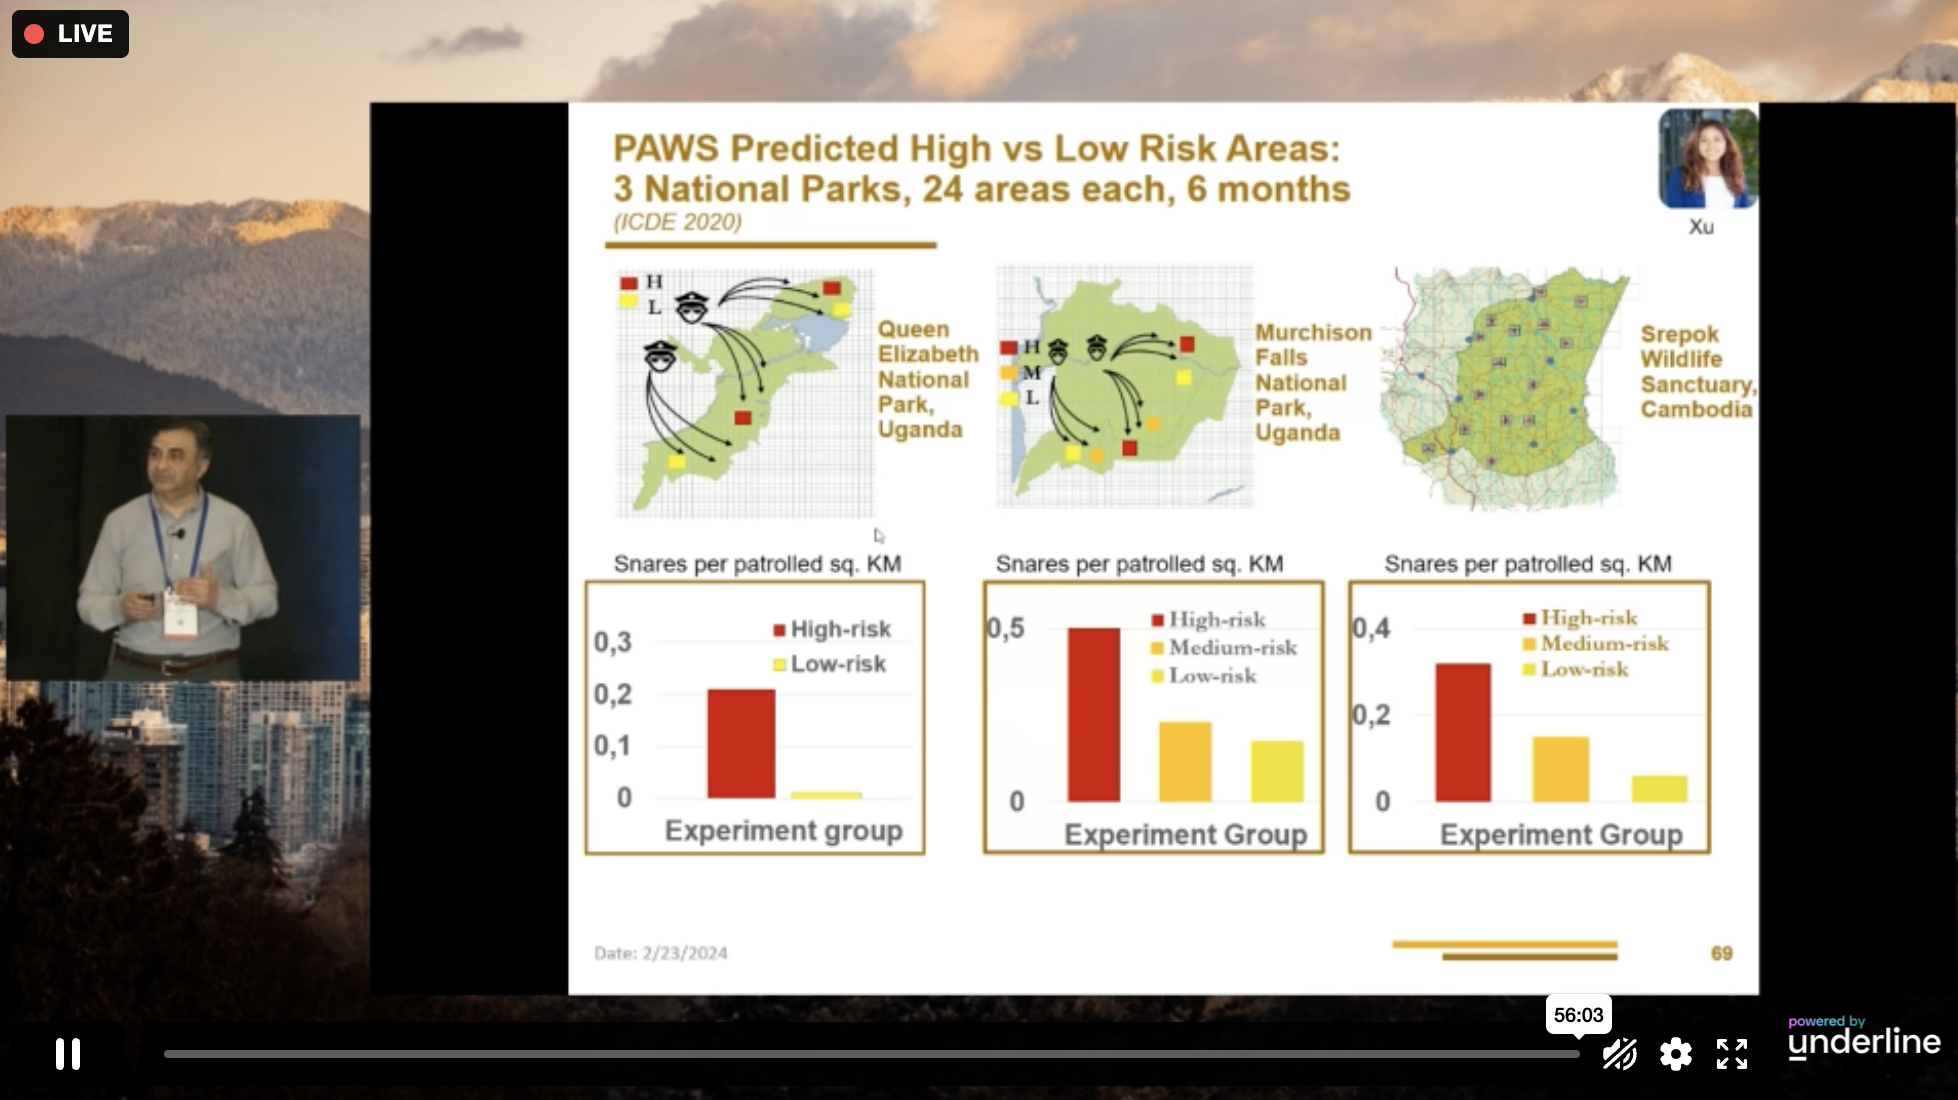 LIVE
PAWS Predicted High vs Low Risk Areas:
3 National Parks, 24 areas each, 6 months
(ICDE 2020)
Xu
H
L
Queen
Elizabeth
National
Park,
Uganda
H
M
L
Murchison
Falls
National
Park,
Uganda
Srepok
Wildlife
Sanctuary,
Cambodia
Snares per patrolled sq. KM
High-risk
Low-risk
0,3
0,2
0,1
0
Experiment group
Snares per patrolled sq. KM
High-risk
Medium-risk
Low-risk
0,5
0
Experiment Group
Snares per patrolled sq. KM
High-risk
Medium-risk
Low-risk
0,4
0,2
0
Experiment Group
Date: 2/23/2024
69
56:03
powered by
underline